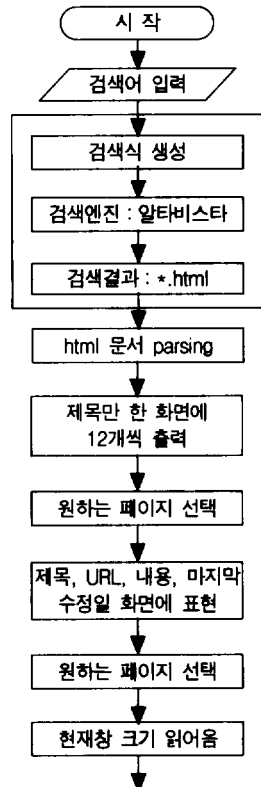 시 작
검색어 입력
검색식 생성
검색엔진 : 알타비스타
검색결과 : *.html
html 문서 parsing
제목만 한 화면에
12개씩 출력
원하는 페이지 선택
제목, URL, 내용, 마지막
수정일 화면에 표현
원하는 페이지 선택
현재창 크기 읽어옴